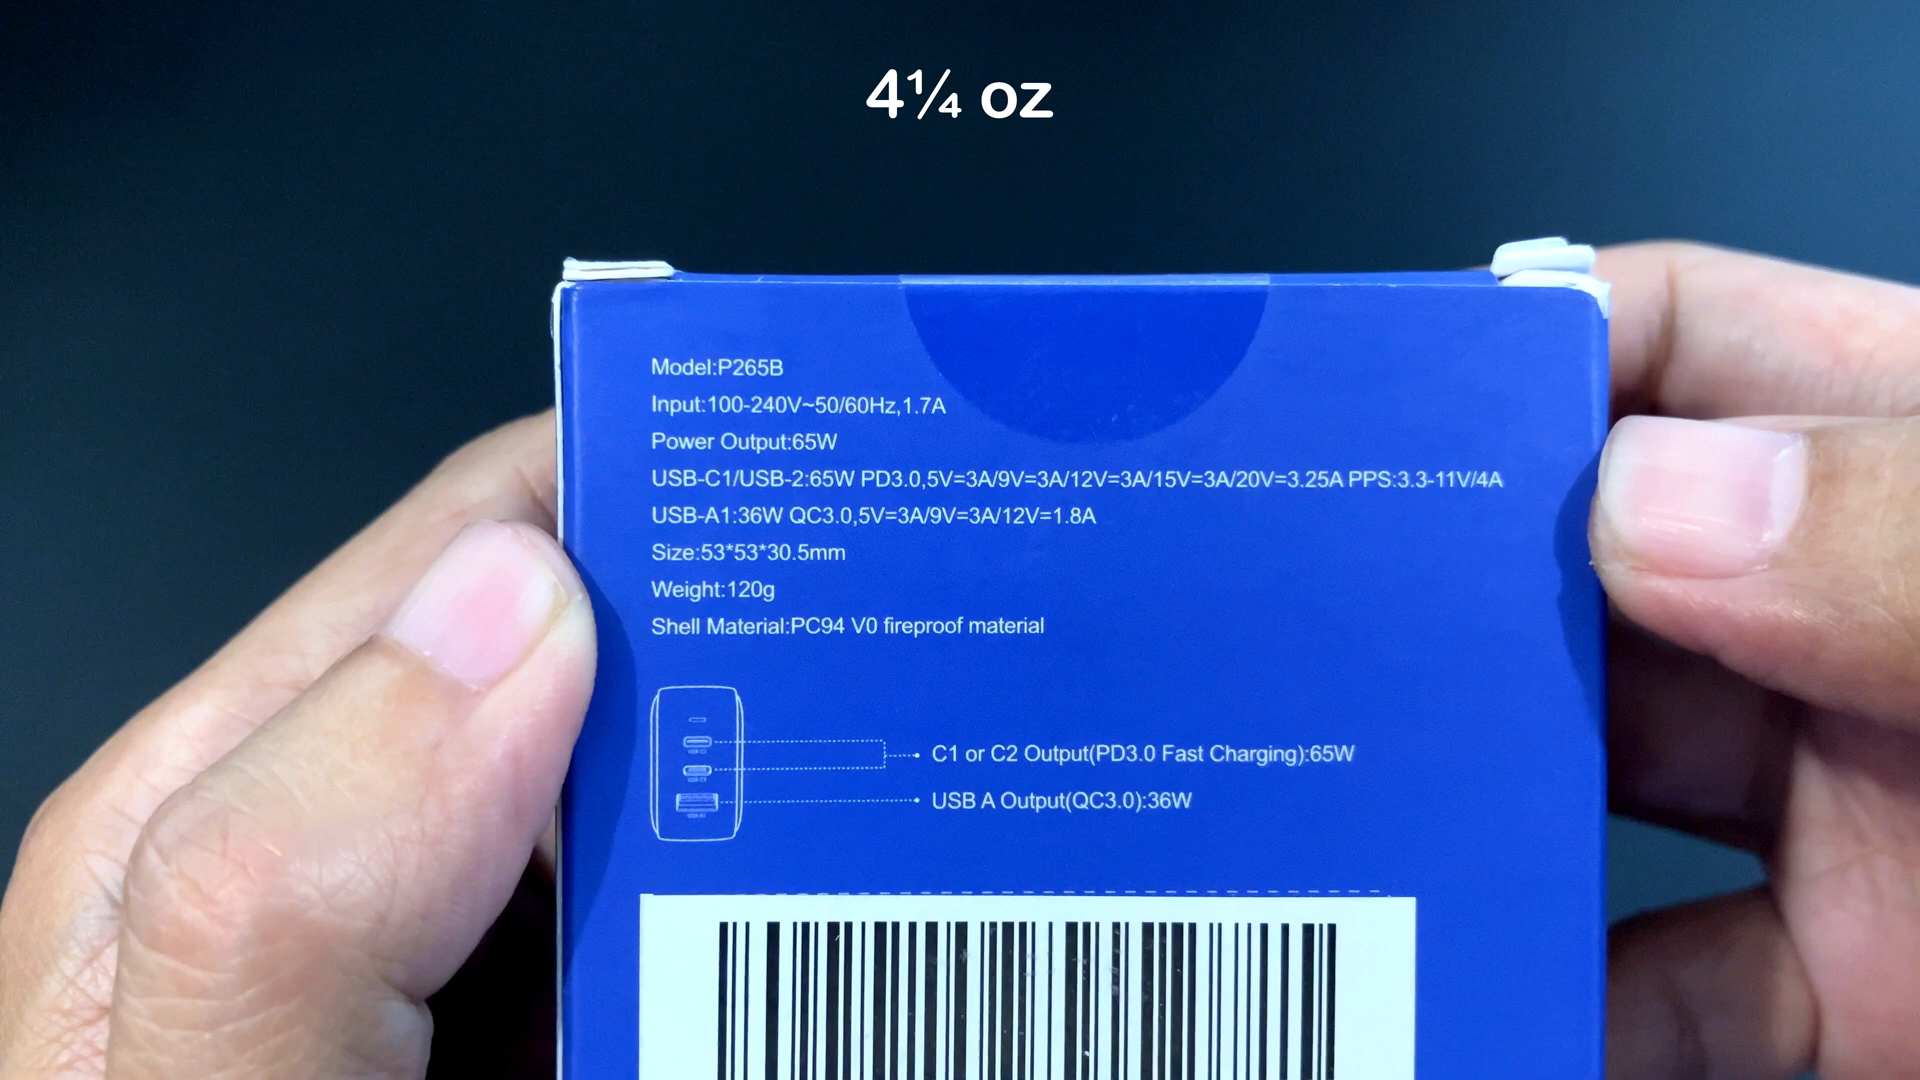 4¼ oz
Model:P265B
Input:100-240V~50/60Hz,1.7A
Power Output:65W
USB-C1/USB-2:65W PD3.0,5V=3A/9V=3A/12V=3A/15V=3A/20V=3.25A PPS:3.3-11V/4A
USB-A1:36W QC3.0,5V=3A/9V=3A/12V=1.8A
Size:53*53*30.5mm
Weight:120g
Shell Material:PC94 V0 fireproof material
C1 or C2 Output(PD3.0 Fast Charging):65W
USB A Output(QC3.0):36W